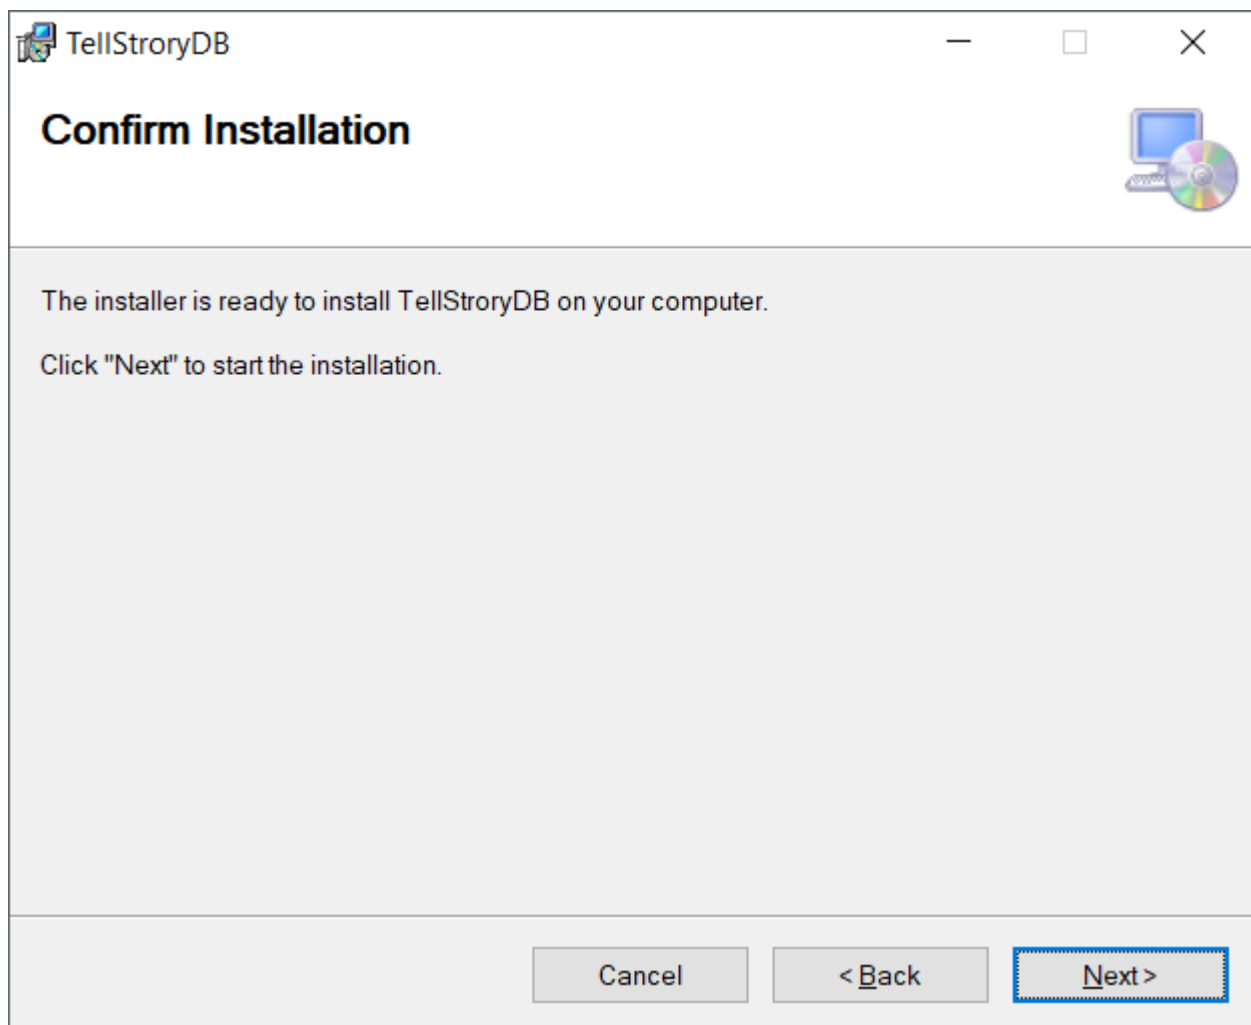 TellStroryDB
Confirm Installation
The installer is ready to install TellStroryDB on your computer.
Click "Next" to start the installation.
Cancel
< Back
Next >